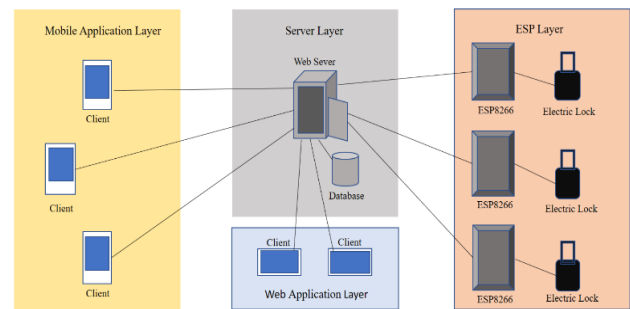 Mobile Application Layer
Client
Client
Client
Server Layer
Web Sever
Database
Client
Client
Web Application Layer
ESP Layer
ESP8266
Electric Lock
ESP8266
Electric Lock
ESP8266
Electric Lock